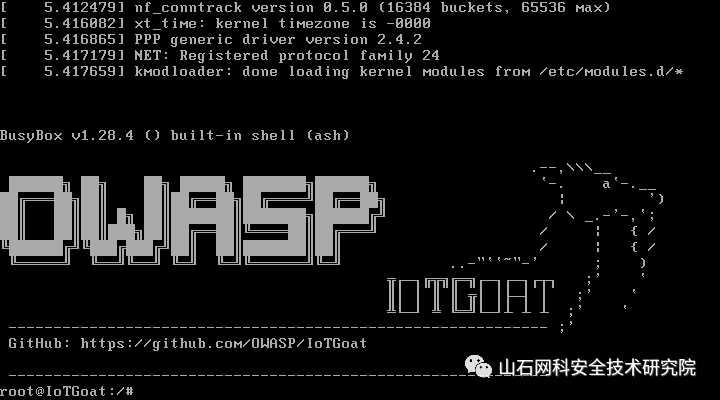 [    5.412479] nf_conntrack version 0.5.0 (16384 buckets, 65536 max)
[    5.416082] xt_time: kernel timezone is -0000
[    5.416865] PPP generic driver version 2.4.2
[    5.417179] NET: Registered protocol family 24
[    5.417659] kmodloader: done loading kernel modules from /etc/modules.d/*
BusyBox v1.28.4 () built-in shell (ash)
OWASP
IOTGOAT
GitHub: https://github.com/OWASP/IoTGoat
山石网科安全技术研究院
root@IoTGoat:/#